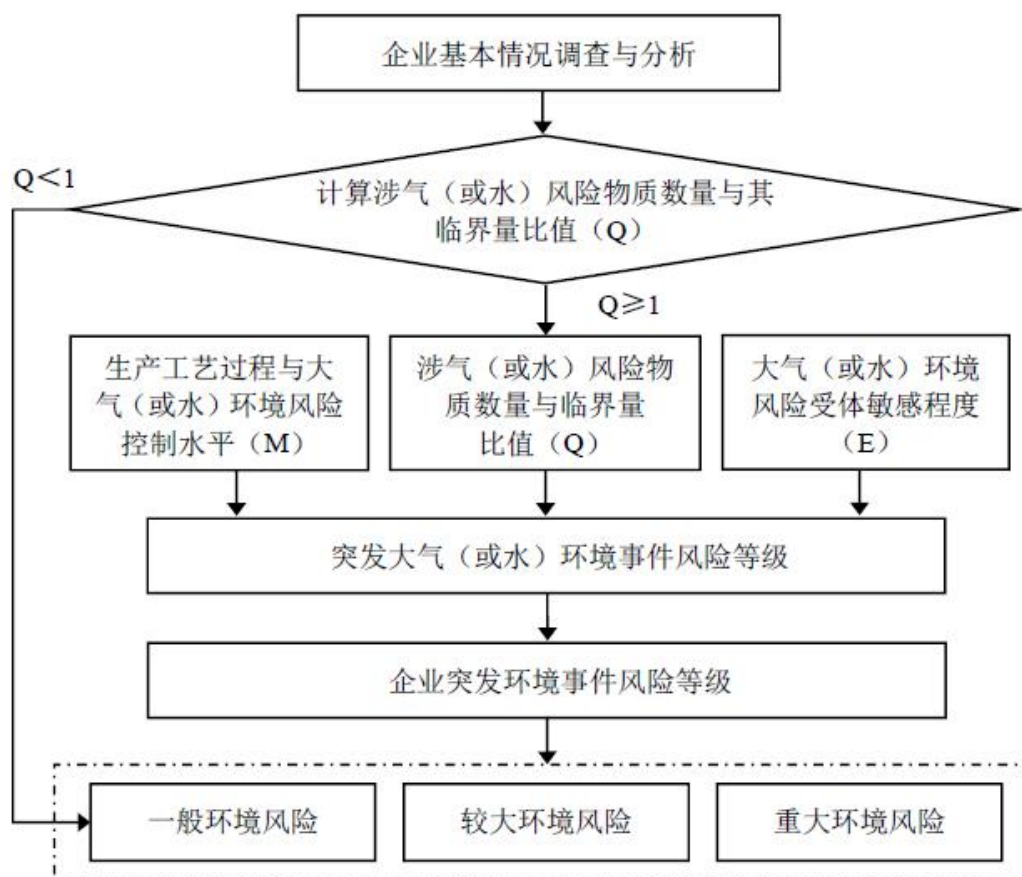 企业基本情况调查与分析
Q＜1
计算涉气（或水）风险物质数量与其
临界量比值（Q）
Q≥1
生产工艺过程与大
气（或水）环境风险
控制水平（M）
涉气（或水）风险物
质数量与临界量
比值（Q）
大气（或水）环境
风险受体敏感程度
（E）
突发大气（或水）环境事件风险等级
企业突发环境事件风险等级
一般环境风险
较大环境风险
重大环境风险